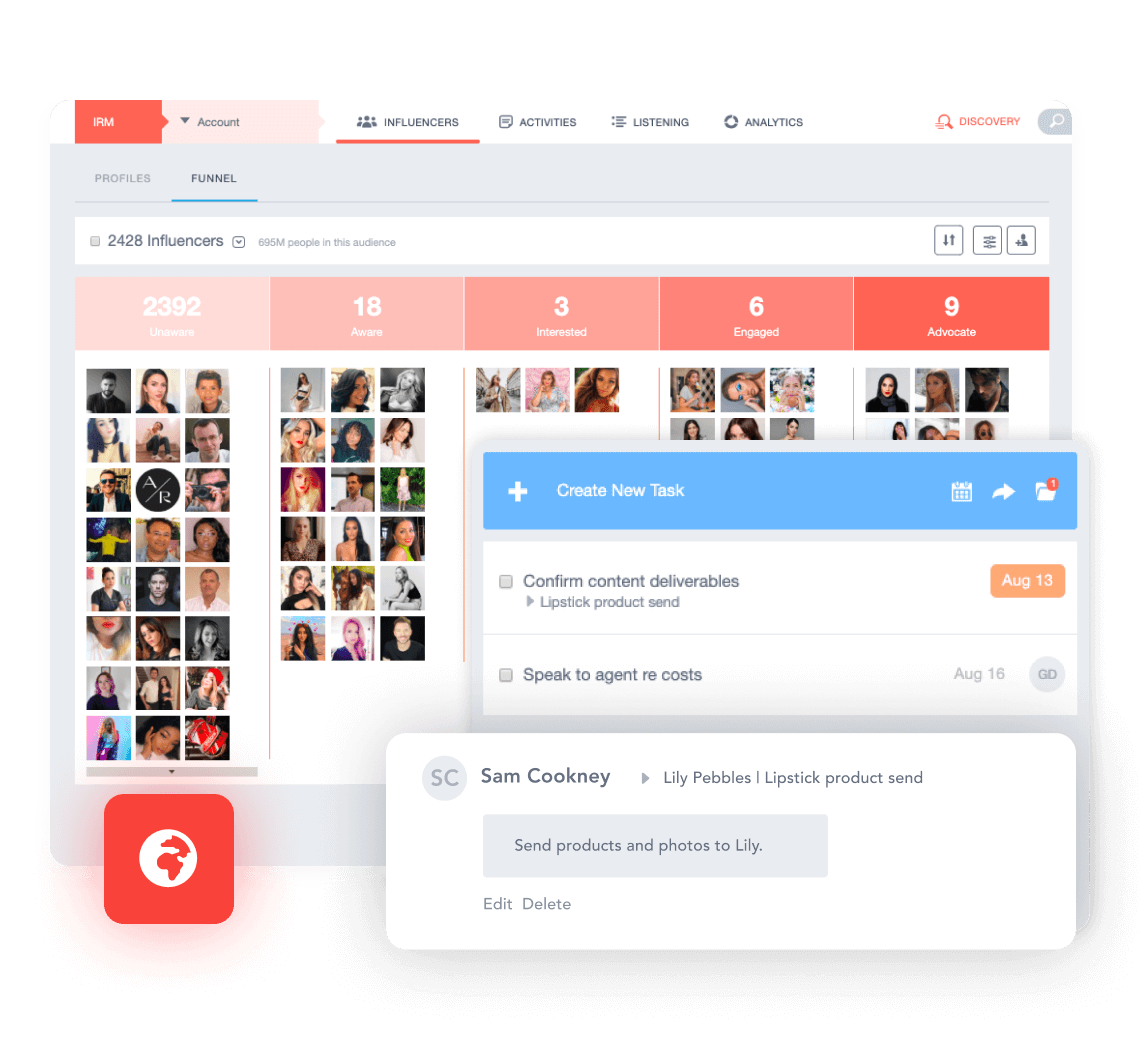 IRM
Account
INFLUENCERS
ACTIVITIES
LISTENING
ANALYTICS
DISCOVERY
PROFILES
FUNNEL
2428 Influencers
695M people in this audience
2392
Unaware
18
Aware
3
Interested
6
Engaged
9
Advocate
A/R
Create New Task
1
Confirm content deliverables
Lipstick product send
Aug 13
Speak to agent re costs
Aug 16
GD
SC
Sam Cookney
Lily Pebbles | Lipstick product send
Send products and photos to Lily.
Edit Delete